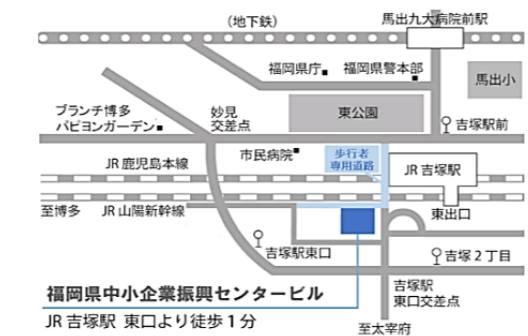 (地下鉄)
馬出九大病院前駅
福岡県庁
福岡県警本部
馬出小
ブランチ博多
パピヨンガーデン
妙見
交差点
東公園
吉塚駅前
市民病院
歩行者
専用道路
JR 鹿児島本線
JR 吉塚駅
至博多
JR 山陽新幹線
東出口
吉塚駅東口
吉塚2丁目
福岡県中小企業振興センタービル
吉塚駅
東口交差点
JR 吉塚駅 東口より徒歩1分
至太宰府